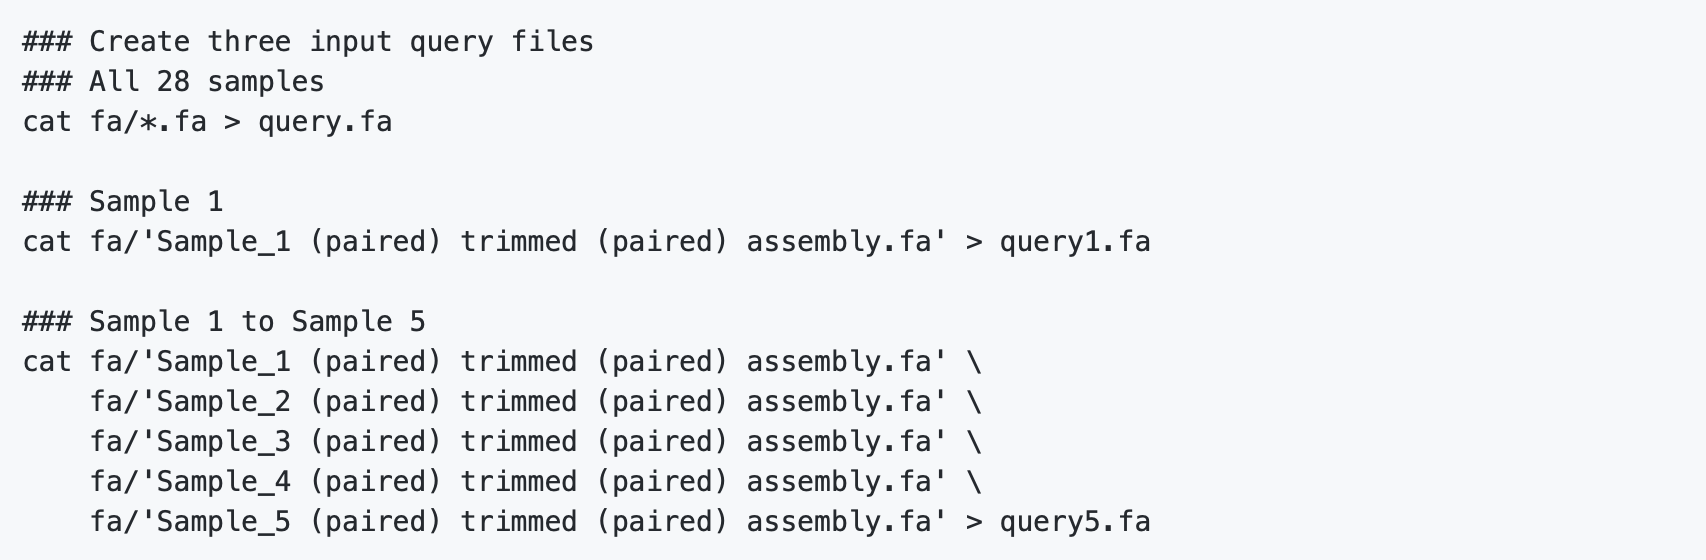 ### Create three input query files
### All 28 samples
cat fa/*.fa > query.fa

### Sample 1
cat fa/'Sample_1 (paired) trimmed (paired) assembly.fa' > query1.fa

### Sample 1 to Sample 5
cat fa/'Sample_1 (paired) trimmed (paired) assembly.fa' \
    fa/'Sample_2 (paired) trimmed (paired) assembly.fa' \
    fa/'Sample_3 (paired) trimmed (paired) assembly.fa' \
    fa/'Sample_4 (paired) trimmed (paired) assembly.fa' \
    fa/'Sample_5 (paired) trimmed (paired) assembly.fa' > query5.fa